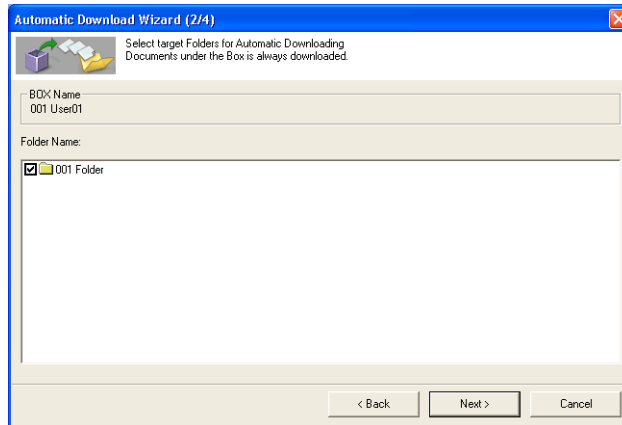 Automatic Download Wizard (2/4)
Select target Folders for Automatic Downloading
Documents under the Box is always downloaded.
BOX Name
001 User01
Folder Name:
001 Folder
< Back
Next >
Cancel